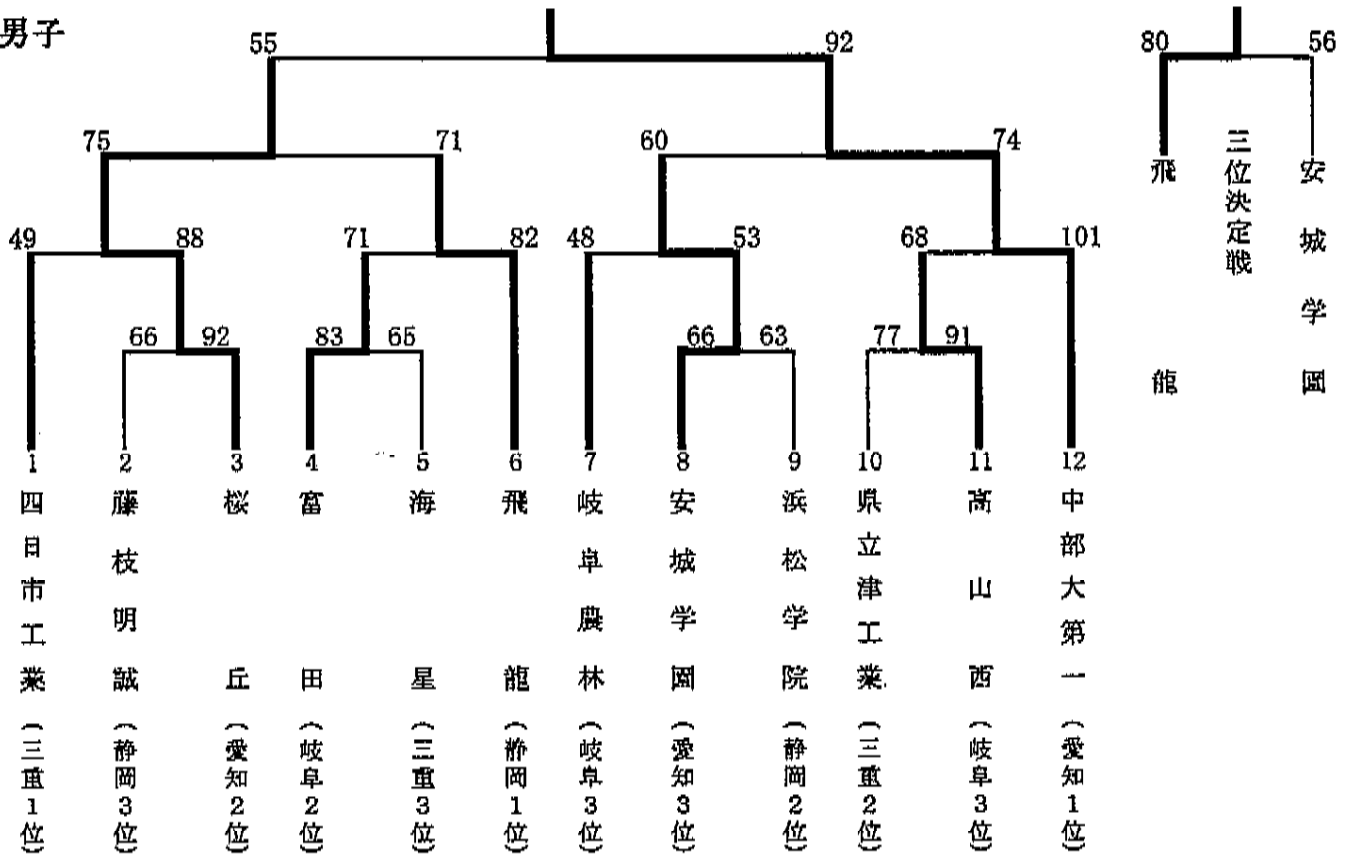 男子
55 92
80 56
75 71 60 74
49 88 71 82 48 53 68 101
66 92 83 65 66 63 77 91
1 四日市工業(三重1位)
2 藤枝明誠(静岡3位)
3 桜丘(愛知2位)
4 富田(岐阜2位)
5 海星(三重3位)
6 飛龍(静岡1位)
7 岐阜農林(岐阜3位)
8 安城学園(愛知3位)
9 浜松学院(静岡2位)
10 県立津工業(三重2位)
11 高山西(岐阜3位)
12 中部大第一(愛知1位)
飛龍
三位決定戦
安城学園